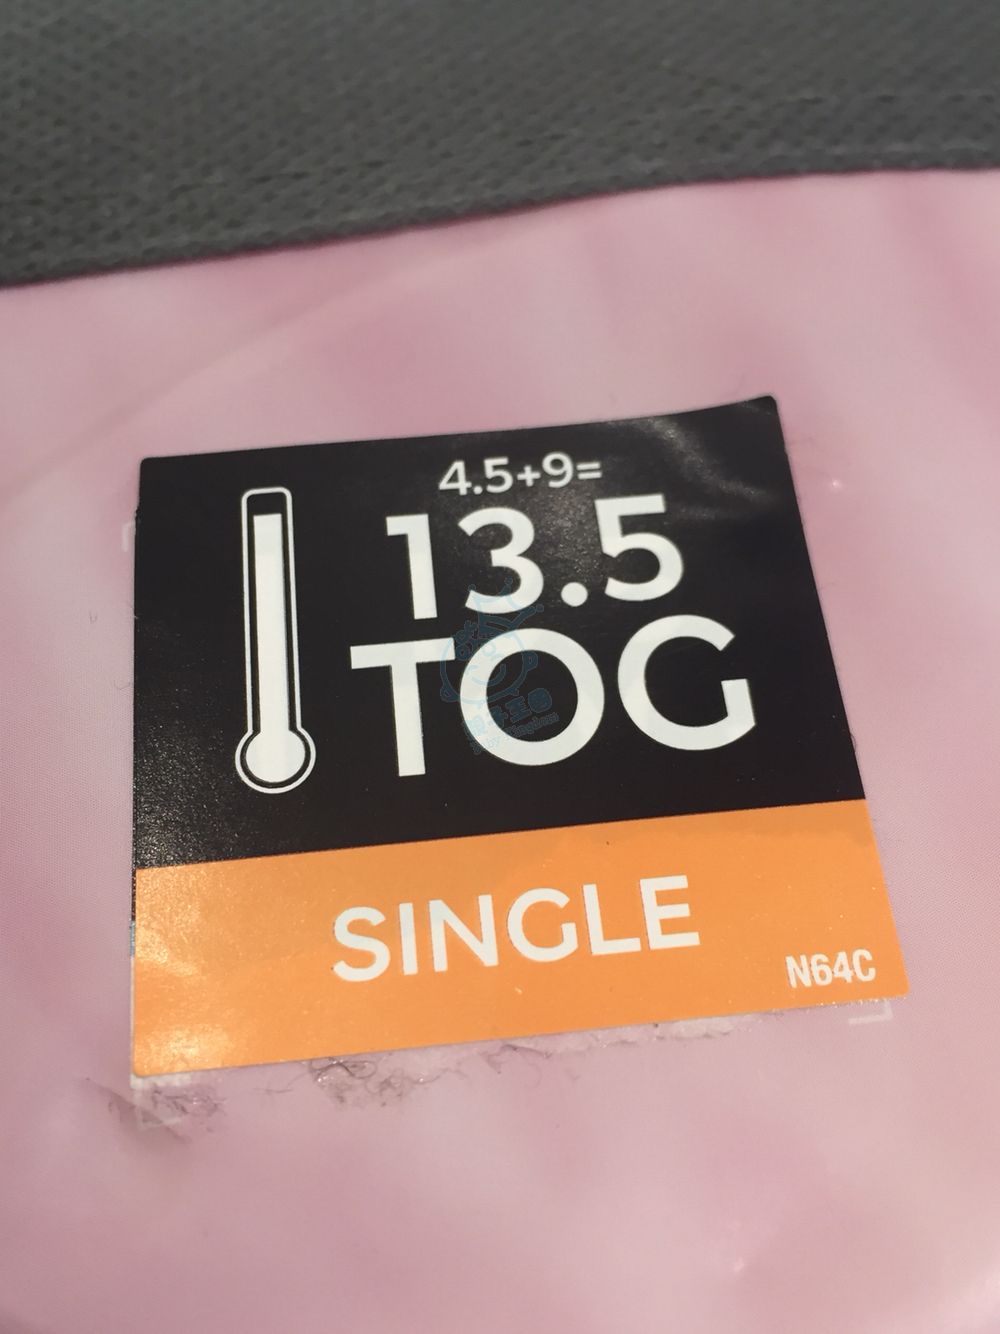 4.5+9=
13.5
TOG
SINGLE
N64C